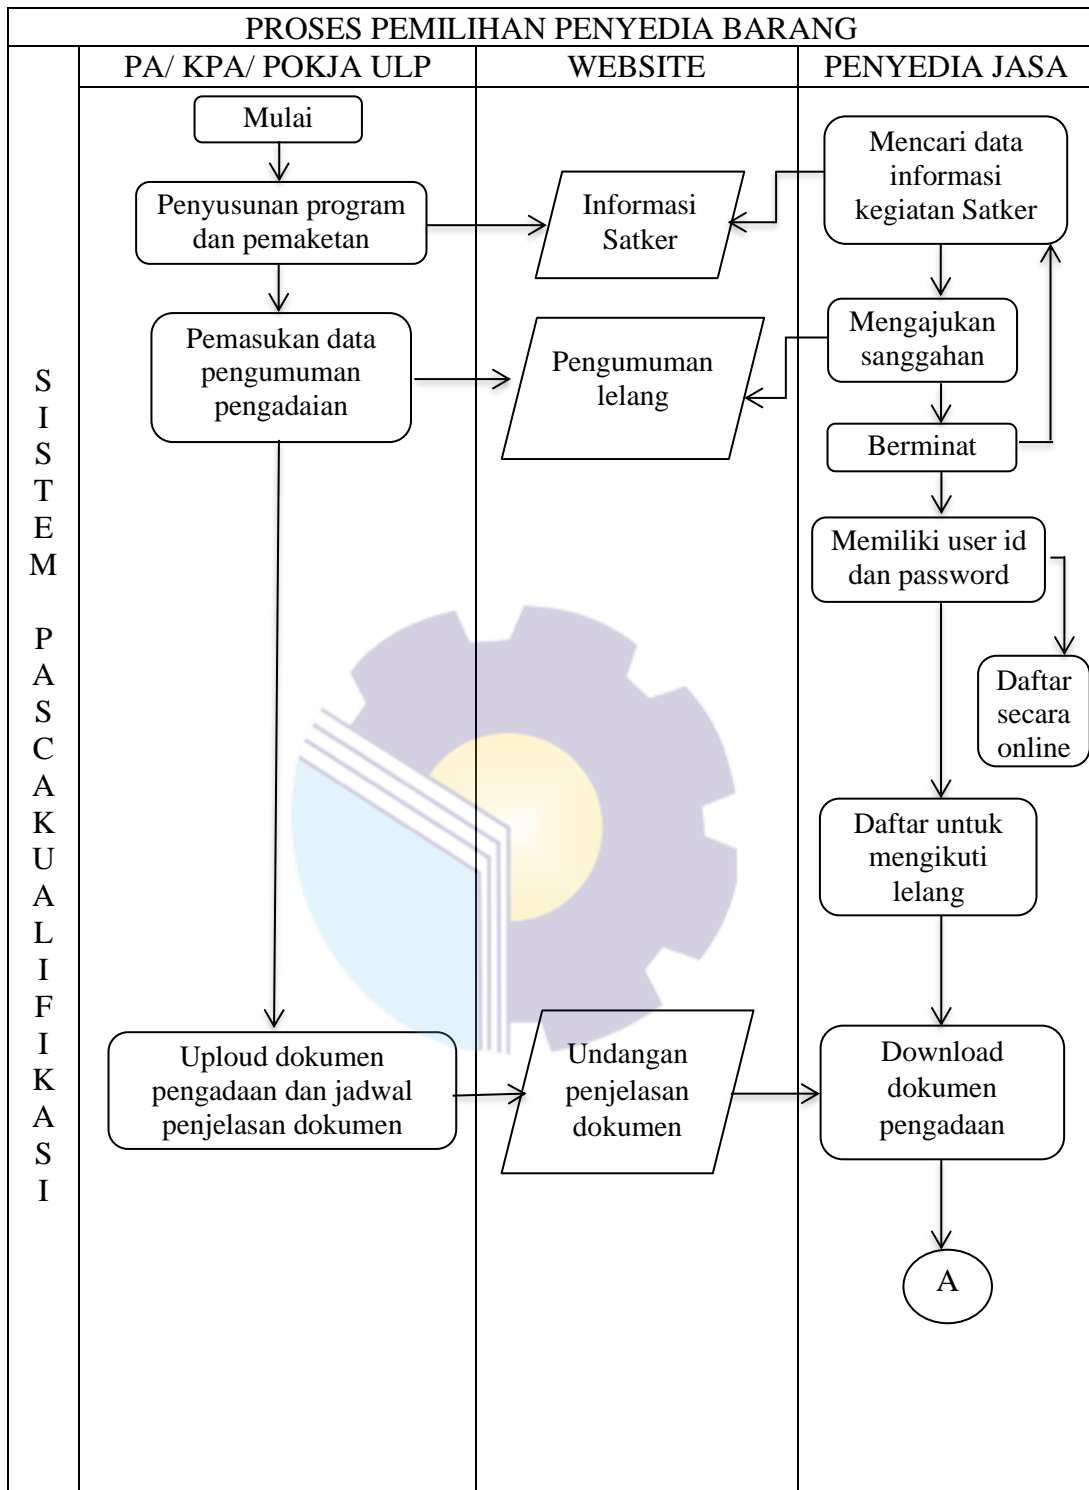 PROSES PEMILIHAN PENYEDIA BARANG
PA/ KPA/ POKJA ULP
WEBSITE
PENYEDIA JASA
S
I
S
T
E
M
P
A
S
C
A
K
U
A
L
I
F
I
K
A
S
I
Mulai
Penyusunan program
dan pemaketan
Pemasukan data
pengumuman
pengadaian
Uploud dokumen
pengadaan dan jadwal
penjelasan dokumen
Informasi
Satker
Pengumuman
lelang
Undangan
penjelasan
dokumen
Mencari data
informasi
kegiatan Satker
Mengajukan
sanggahan
Berminat
Memiliki user id
dan password
Daftar
secara
online
Daftar untuk
mengikuti
lelang
Download
dokumen
pengadaan
A